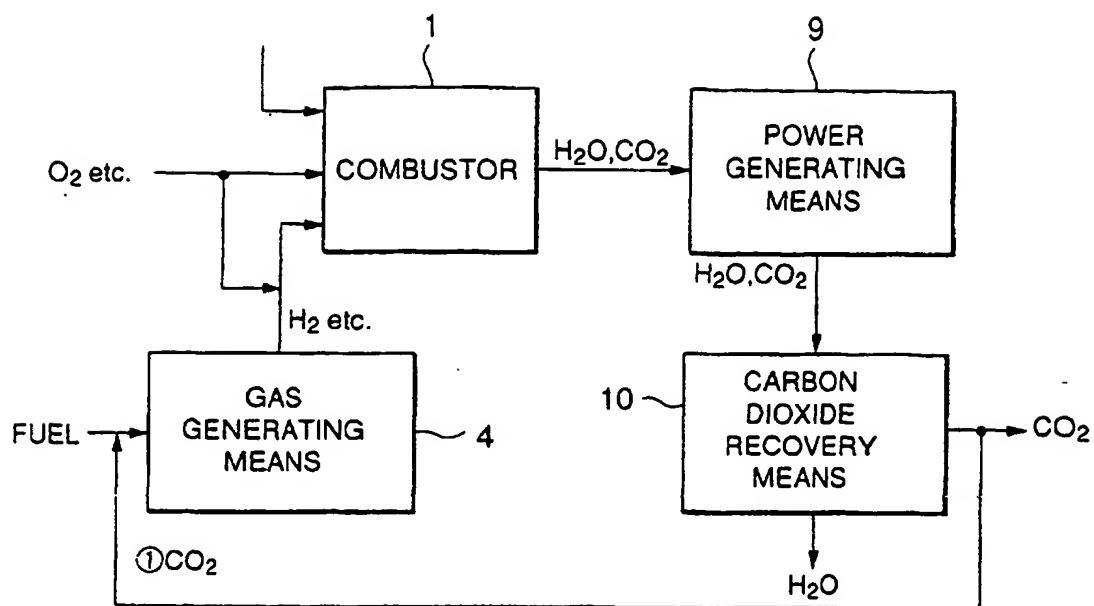 1
9
COMBUSTOR
POWER
GENERATING
MEANS
O2 etc.
H2O,CO2
H2O,CO2
H2 etc.
GAS
GENERATING
MEANS
4
FUEL
10
CARBON
DIOXIDE
RECOVERY
MEANS
CO2
①CO2
H2O